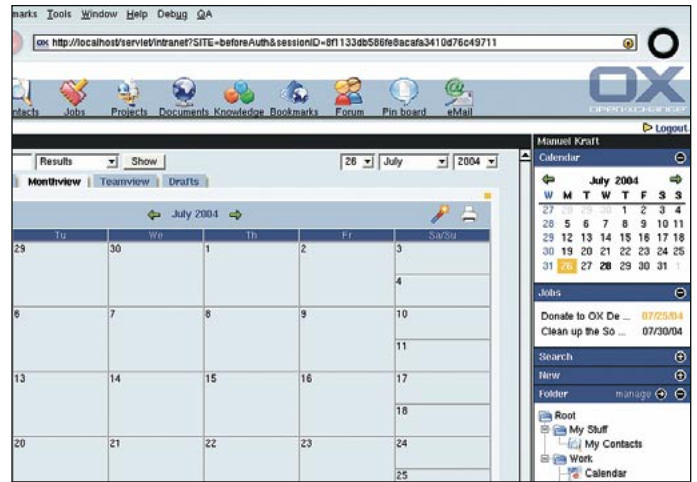 marks Tools Window Help Debug QA
http://localhost/servlet/intranet?SITE=beforeAuth&sessionID=8f1133db586fe8acafa3410d76c49711
ntacts Jobs Projects Documents Knowledge Bookmarks Forum Pin board eMail
OX
OPEN-XCHANGE
Logout
Manuel Kraft
Results Show 26 July 2004
Calendar
Monthview Teamview Drafts
July 2004
W M T W T F S S
27 28 29 30 1 2 3 4
28 5 6 7 8 9 10 11
29 12 13 14 15 16 17 18
30 19 20 21 22 23 24 25
31 26 27 28 29 30 31 1
July 2004
Tu We Th Fr Sa/Su
29 30 1 2 3
4
6 7 8 9 10
11
13 14 15 16 17
18
20 21 22 23 24
25
Jobs
Donate to OX De ... 07/25/04
Clean up the So ... 07/30/04
Search
New
Folder manage
Root
My Stuff
My Contacts
Work
Calendar